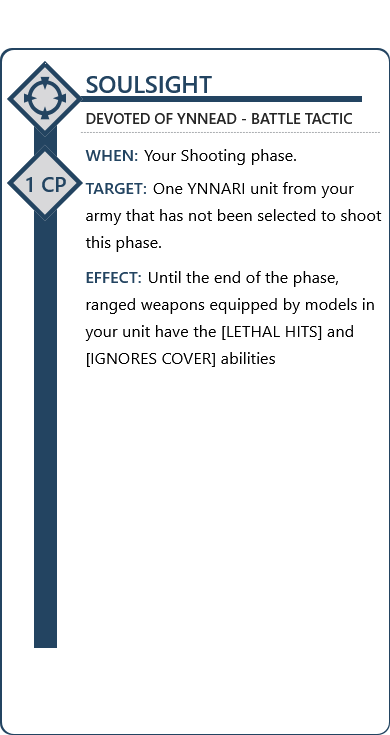 SOULSIGHT
DEVOTED OF YNNEAD - BATTLE TACTIC
WHEN: Your Shooting phase.
1 CP
TARGET: One YNNARI unit from your
army that has not been selected to shoot
this phase.
EFFECT: Until the end of the phase,
ranged weapons equipped by models in
your unit have the [LETHAL HITS] and
[IGNORES COVER] abilities